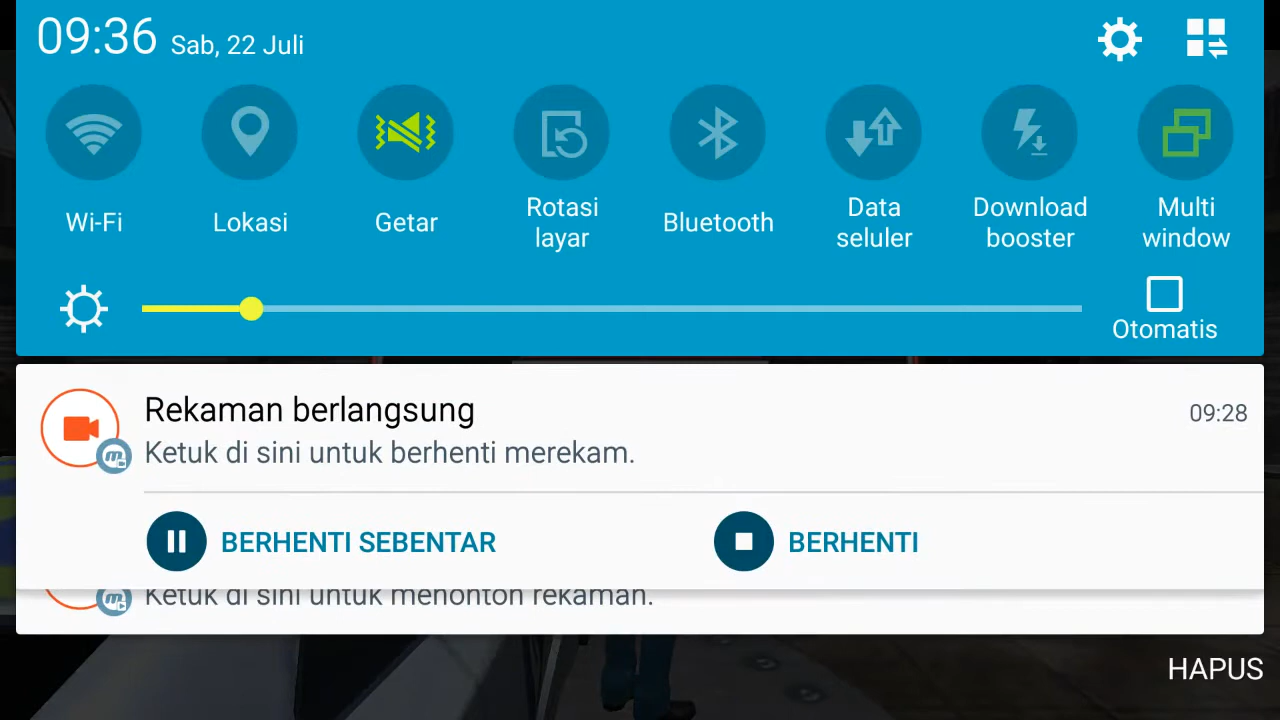 09:36 Sab, 22 Juli
Wi-Fi
Lokasi
Getar
Rotasi
layar
Bluetooth
Data
seluler
Download
booster
Multi
window
Otomatis
Rekaman berlangsung
09:28
Ketuk di sini untuk berhenti merekam.
BERHENTI SEBENTAR
BERHENTI
Ketuk di sini untuk menonton rekaman.
HAPUS